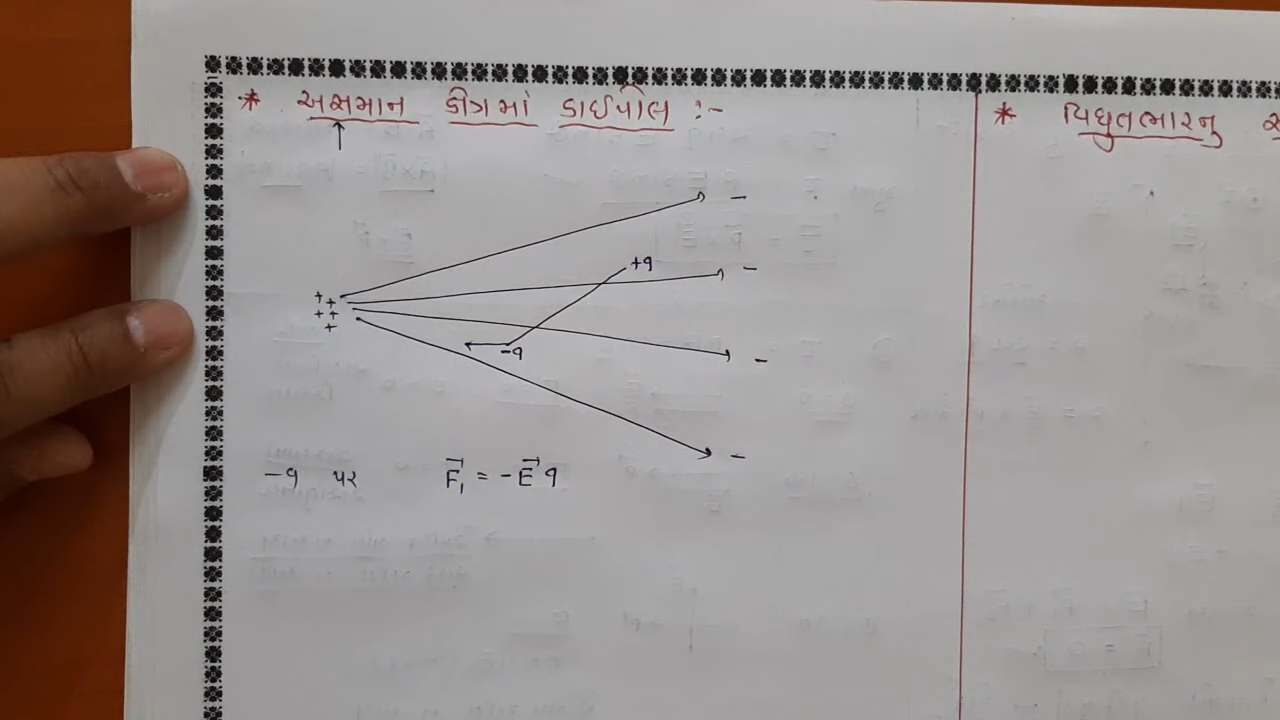 * અસમાન ક્ષેત્રમાં ડાઈપોલ :-
* વિધુતભારનુ
-
+q
-
+ +
+ +
+
-
-q
-
-q પર F⃗₁ = -E⃗ q